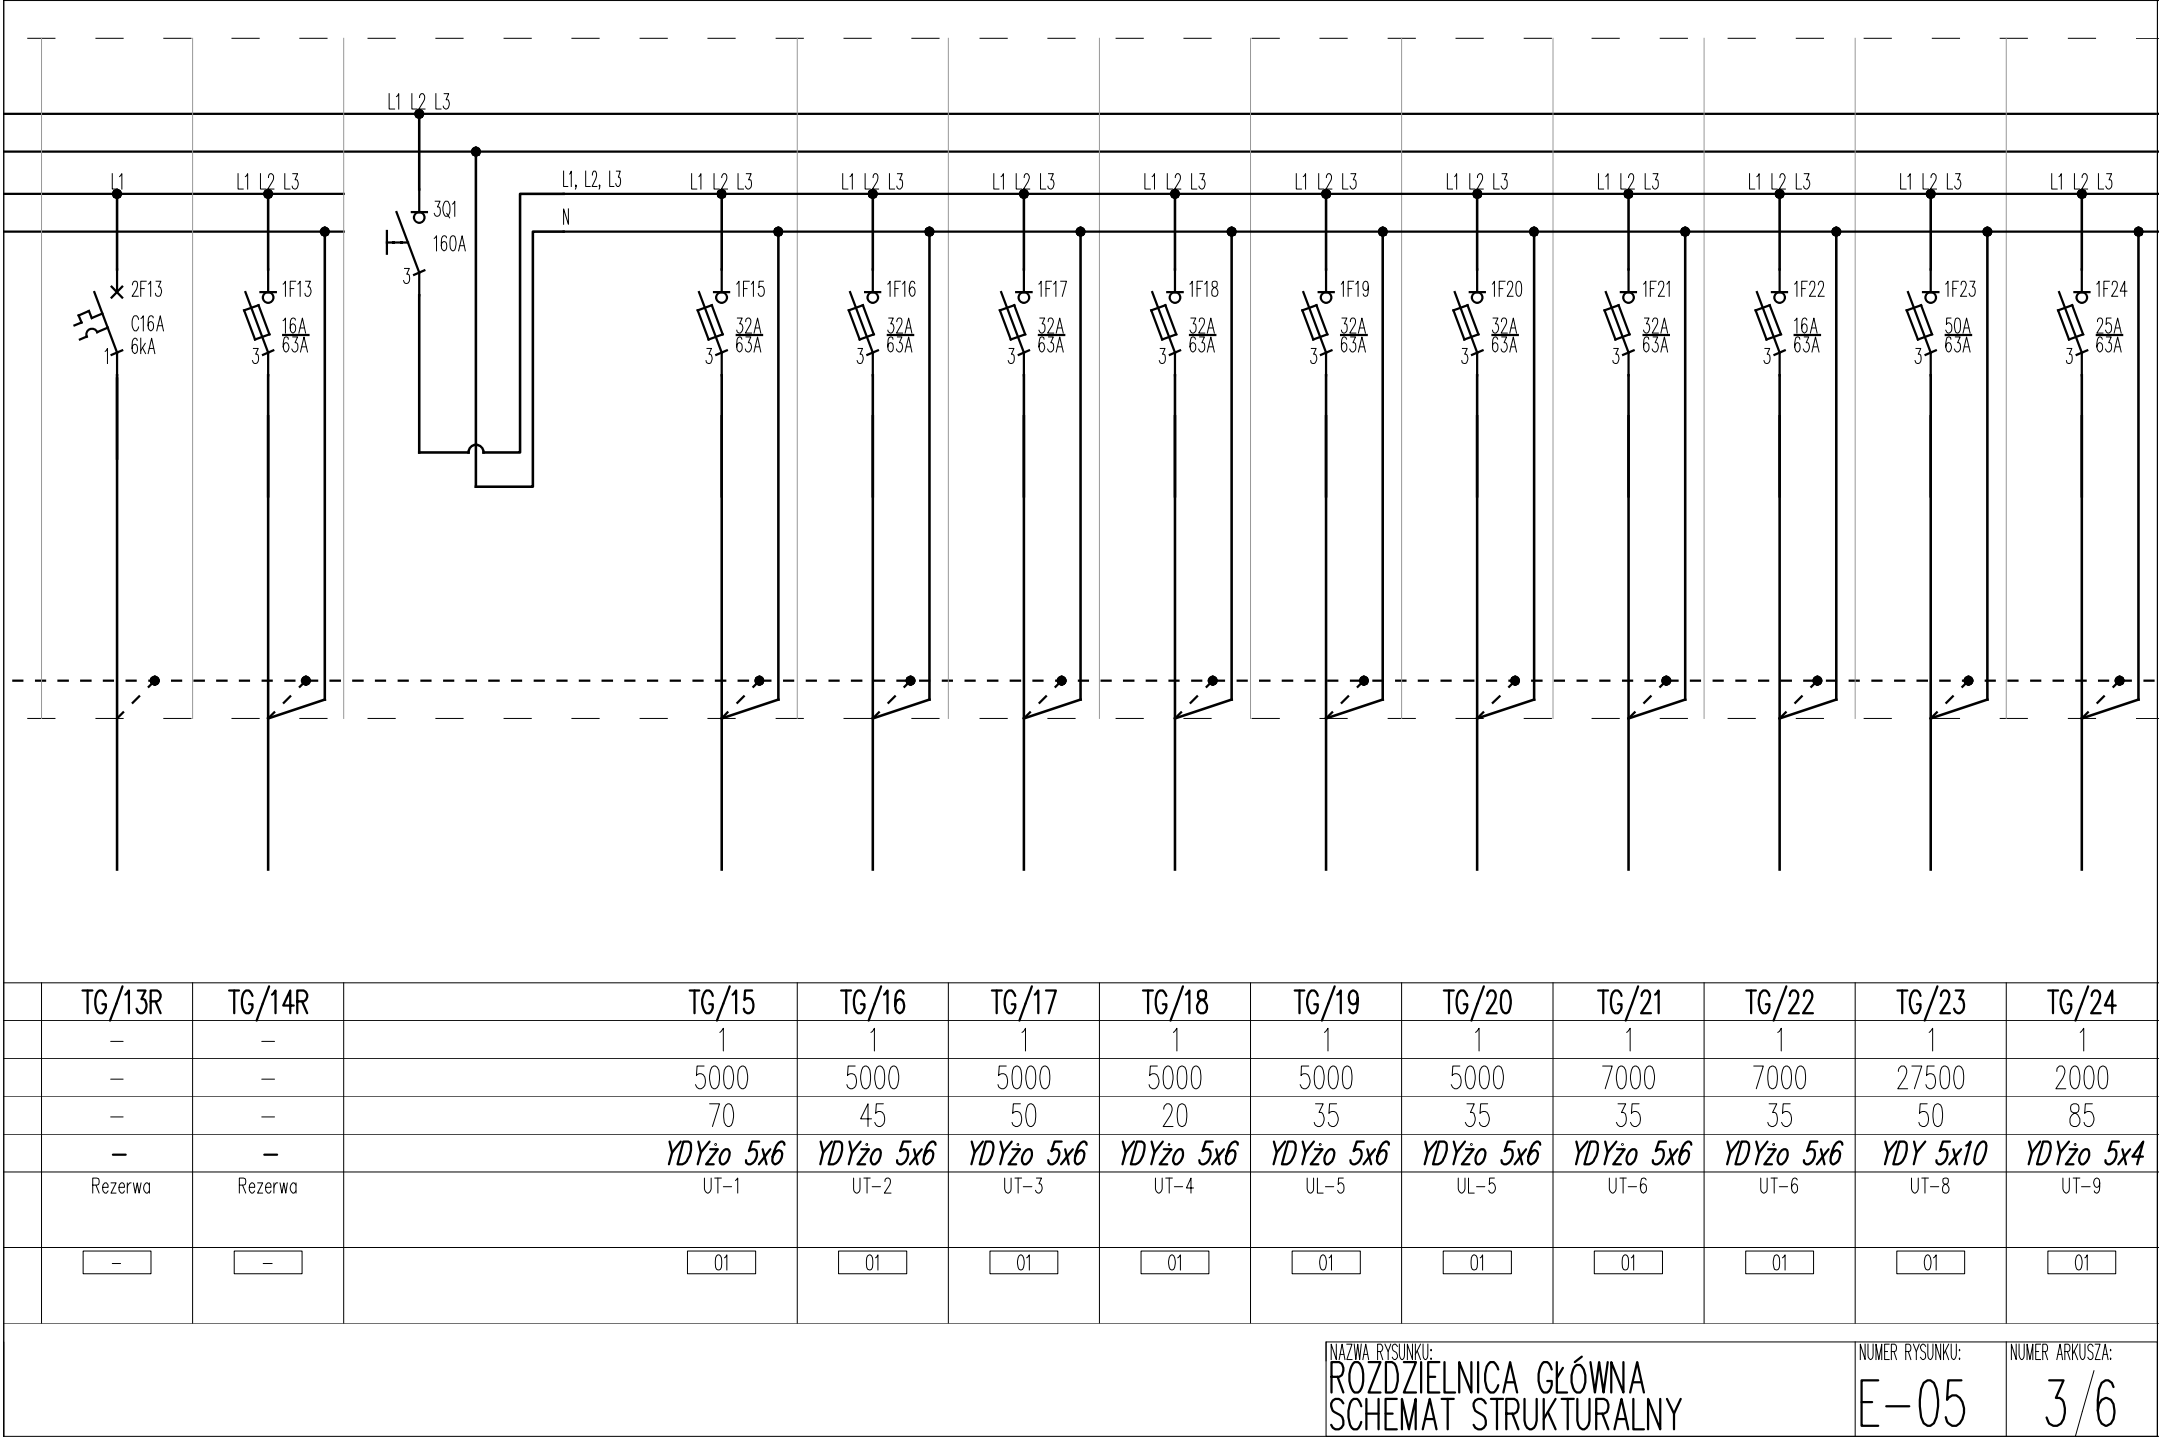 L1 L2 L3
L1
L1 L2 L3
L1, L2, L3
L1 L2 L3
L1 L2 L3
L1 L2 L3
L1 L2 L3
L1 L2 L3
L1 L2 L3
L1 L2 L3
L1 L2 L3
L1 L2 L3
L1 L2 L3
N
3Q1
160A
3
2F13
C16A
6kA
1
1F13
16A
63A
3
1F15
32A
63A
3
1F16
32A
63A
3
1F17
32A
63A
3
1F18
32A
63A
3
1F19
32A
63A
3
1F20
32A
63A
3
1F21
32A
63A
3
1F22
16A
63A
3
1F23
50A
63A
3
1F24
25A
63A
3
TG/13R TG/14R TG/15 TG/16 TG/17 TG/18 TG/19 TG/20 TG/21 TG/22 TG/23 TG/24
- - 1 1 1 1 1 1 1 1 1 1
- - 5000 5000 5000 5000 5000 5000 7000 7000 27500 2000
- - 70 45 50 20 35 35 35 35 50 85
- - YDYżo 5x6 YDYżo 5x6 YDYżo 5x6 YDYżo 5x6 YDYżo 5x6 YDYżo 5x6 YDYżo 5x6 YDYżo 5x6 YDY 5x10 YDYżo 5x4
Rezerwa Rezerwa UT-1 UT-2 UT-3 UT-4 UL-5 UL-5 UT-6 UT-6 UT-8 UT-9
- - 01 01 01 01 01 01 01 01 01 01
NAZWA RYSUNKU:
ROZDZIELNICA GŁÓWNA
SCHEMAT STRUKTURALNY
NUMER RYSUNKU:
E-05
NUMER ARKUSZA:
3/6